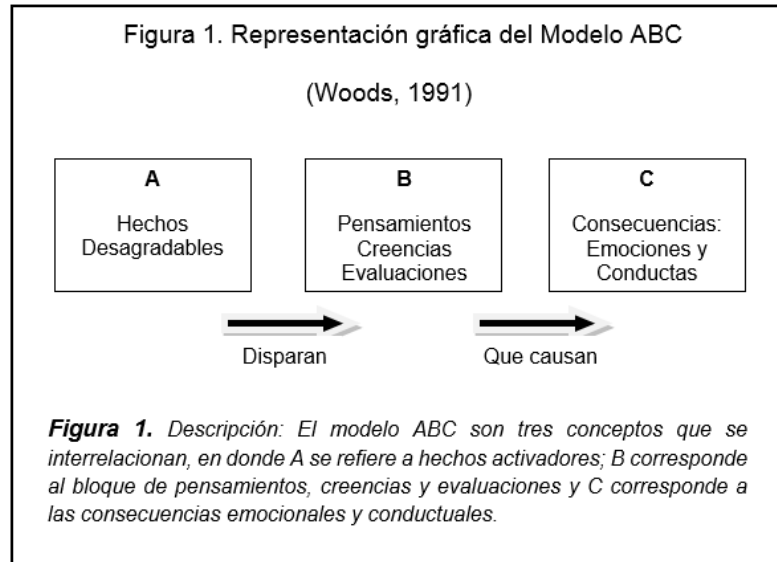 Figura 1. Representación gráfica del Modelo ABC
(Woods, 1991)
A
Hechos
Desagradables
B
Pensamientos
Creencias
Evaluaciones
C
Consecuencias:
Emociones y
Conductas
Disparan
Que causan
Figura 1. Descripción: El modelo ABC son tres conceptos que se
interrelacionan, en donde A se refiere a hechos activadores; B corresponde
al bloque de pensamientos, creencias y evaluaciones y C corresponde a
las consecuencias emocionales y conductuales.